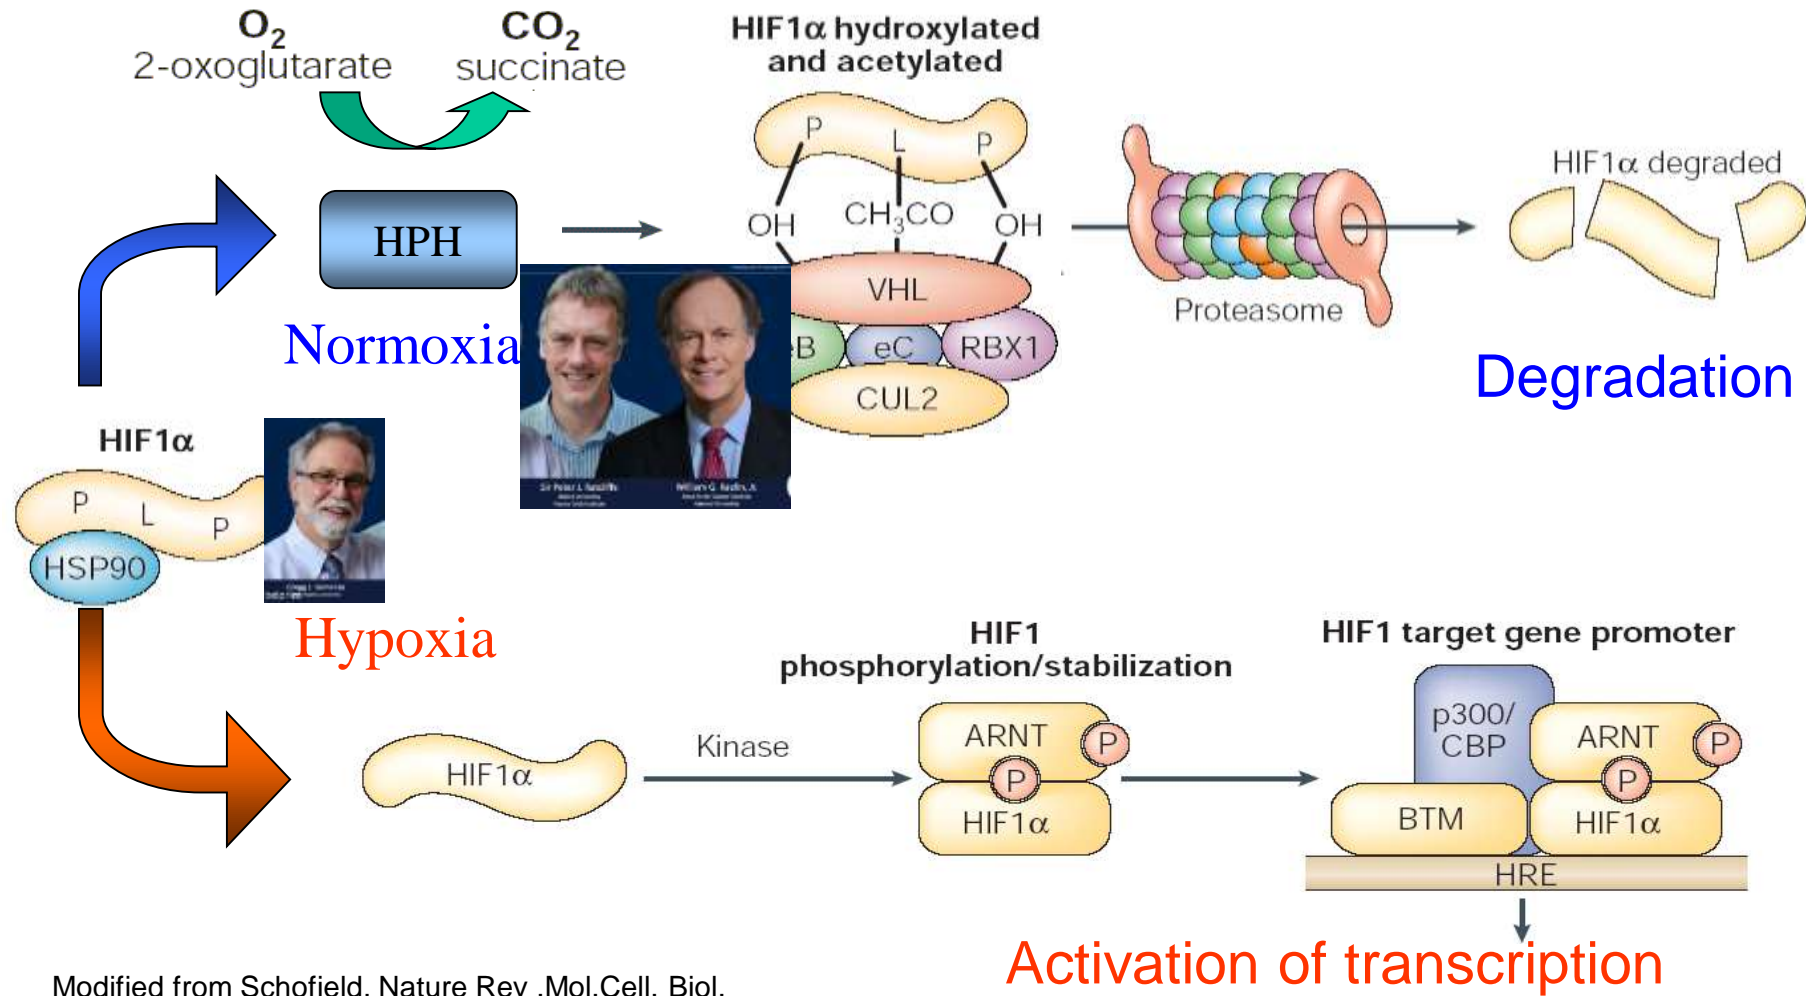 O2
2-oxoglutarate
CO2
succinate
HIF1α hydroxylated
and acetylated
P
L
P
OH
CH3CO
OH
HPH
Normoxia
VHL
eC
RBX1
CUL2
Proteasome
HIF1α degraded
Degradation
HIF1α
P
L
P
HSP90
Hypoxia
HIF1α
Kinase
HIF1
phosphorylation/stabilization
ARNT
P
P
HIF1α
HIF1 target gene promoter
p300/
CBP
ARNT
P
P
BTM
HIF1α
HRE
Activation of transcription
Modified from Schofield, Nature Rev .Mol.Cell. Biol.